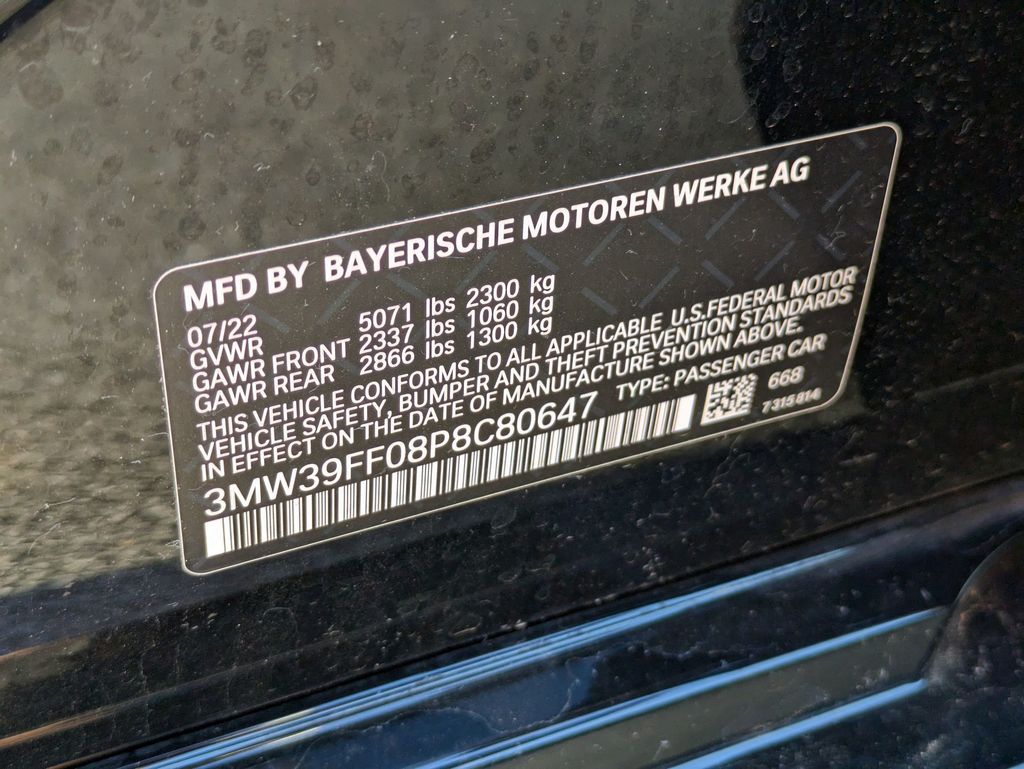 MFD BY BAYERISCHE MOTOREN WERKE AG
07/22
GVWR 5071 lbs 2300 kg
GAWR FRONT 2337 lbs 1060 kg
GAWR REAR 2866 lbs 1300 kg
THIS VEHICLE CONFORMS TO ALL APPLICABLE U.S.FEDERAL MOTOR
VEHICLE SAFETY, BUMPER AND THEFT PREVENTION STANDARDS
IN EFFECT ON THE DATE OF MANUFACTURE SHOWN ABOVE.
3MW39FF08P8C80647 TYPE: PASSENGER CAR
668
7315814